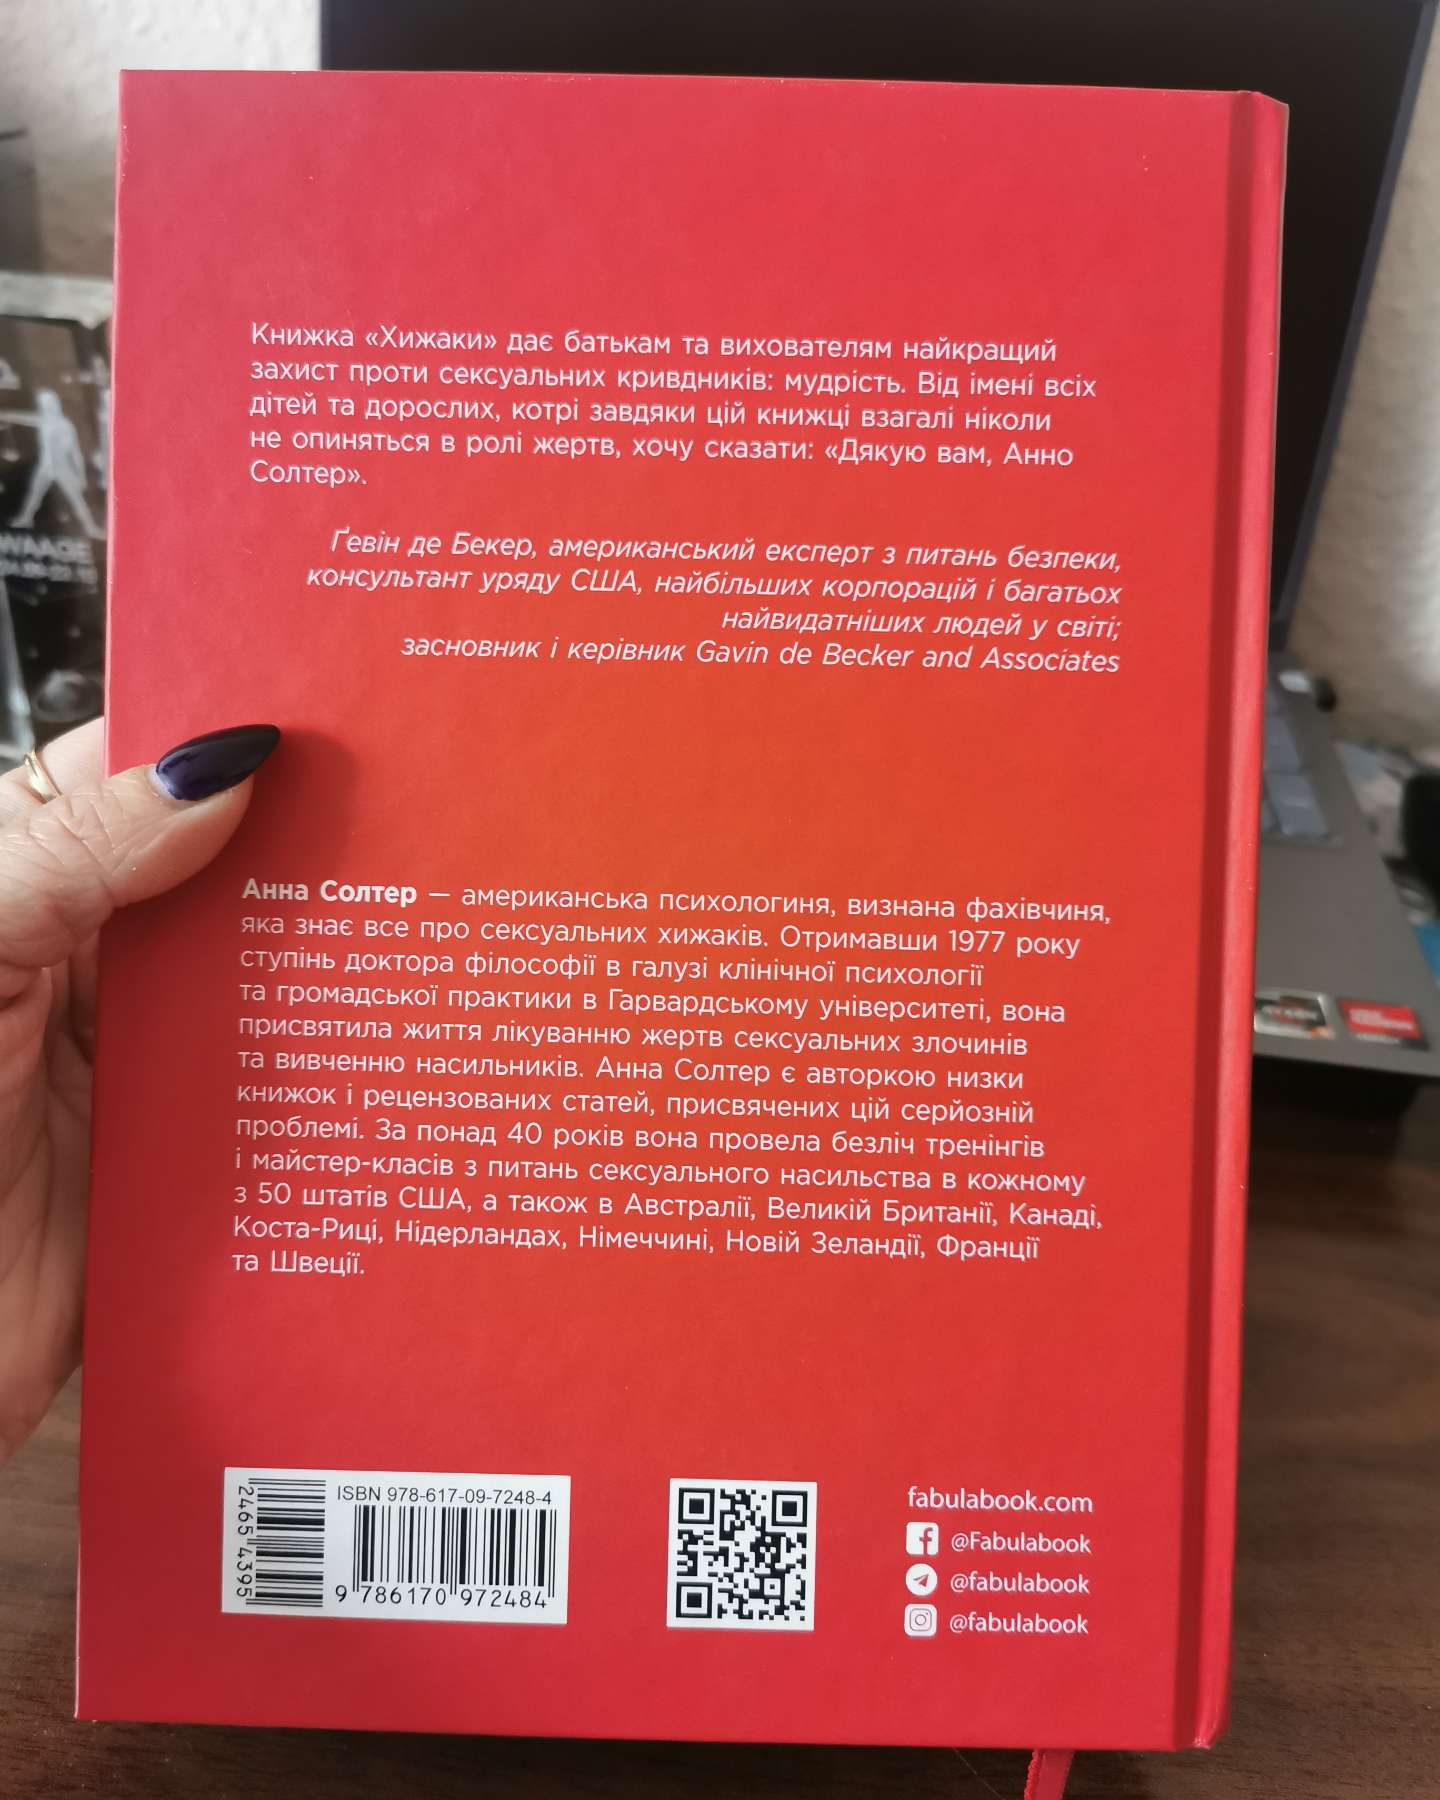 Книжка «Хижаки» дає батькам та вихователям найкращий
захист проти сексуальних кривдників: мудрість. Від імені всіх
дітей та дорослих, котрі завдяки цій книжці взагалі ніколи
не опиняться в ролі жертв, хочу сказати: «Дякую вам, Анно
Солтер».
Ґевін де Бекер, американський експерт з питань безпеки,
консультант уряду США, найбільших корпорацій і багатьох
найвидатніших людей у світі;
засновник і керівник Gavin de Becker and Associates
Анна Солтер — американська психологиня, визнана фахівчиня,
яка знає все про сексуальних хижаків. Отримавши 1977 року
ступінь доктора філософії в галузі клінічної психології
та громадської практики в Гарвардському університеті, вона
присвятила життя лікуванню жертв сексуальних злочинів
та вивченню насильників. Анна Солтер є авторкою низки
книжок і рецензованих статей, присвячених цій серйозній
проблемі. За понад 40 років вона провела безліч тренінгів
і майстер-класів з питань сексуального насильства в кожному
з 50 штатів США, а також в Австралії, Великій Британії, Канаді,
Коста-Риці, Нідерландах, Німеччині, Новій Зеландії, Франції
та Швеції.
2465 4395
ISBN 978-617-09-7248-4
9 786170 972484
fabulabook.com
@Fabulabook
@fabulabook
@fabulabook
WAAGE